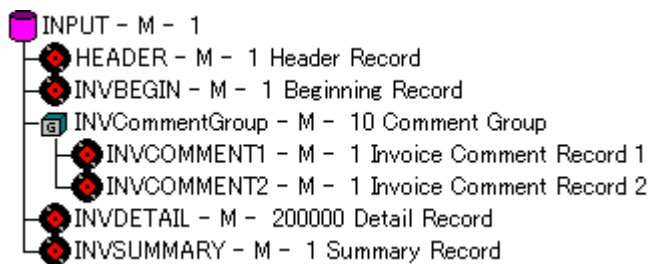 INPUT - M - 1
HEADER - M - 1 Header Record
INVBEGIN - M - 1 Beginning Record
G INVCommentGroup - M - 10 Comment Group
INVCOMMENT1 - M - 1 Invoice Comment Record 1
INVCOMMENT2 - M - 1 Invoice Comment Record 2
INVDETAIL - M - 200000 Detail Record
INVSUMMARY - M - 1 Summary Record